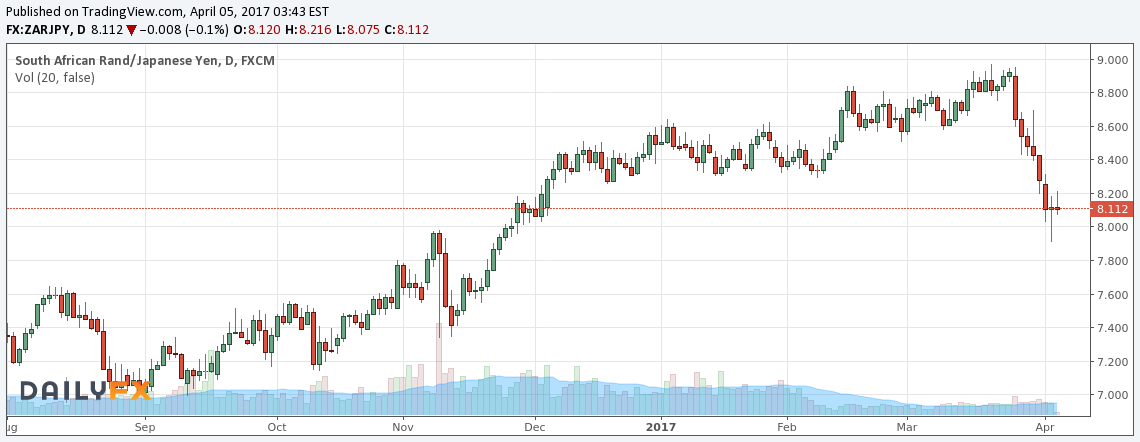 Published on TradingView.com, April 05, 2017 03:43 EST
FX:ZARJPY, D 8.112 ▼ −0.008 (−0.1%) O:8.120 H:8.216 L:8.075 C:8.112
South African Rand/Japanese Yen, D, FXCM
Vol (20, false)
9.000
8.800
8.600
8.400
8.200
8.112
8.000
7.800
7.600
7.400
7.200
7.000
DAILYFX
ug Sep Oct Nov Dec 2017 Feb Mar Apr